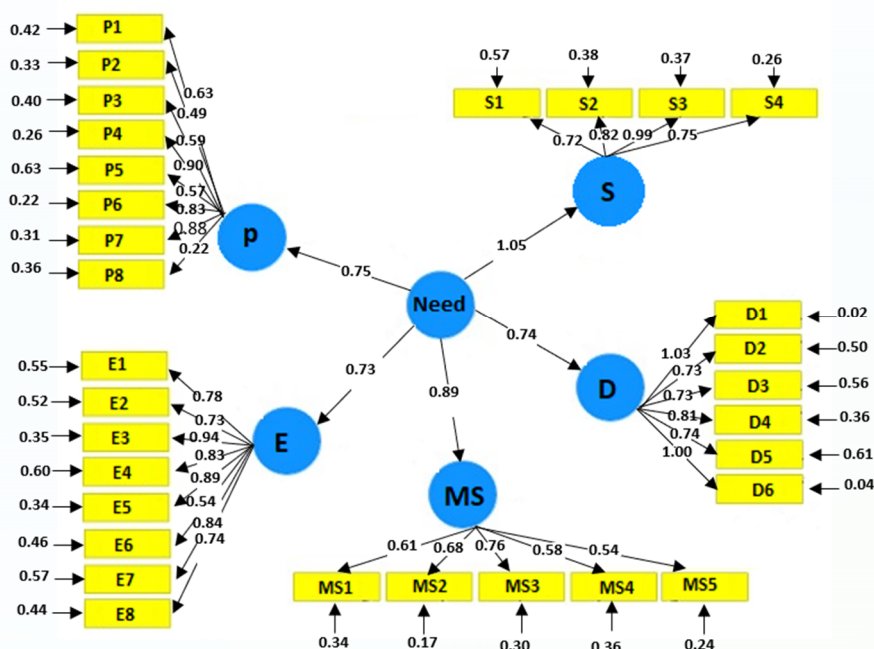 0.42 P1
0.33 P2
0.40 P3
0.26 P4
0.63 P5
0.22 P6
0.31 P7
0.36 P8
0.63
0.49
0.59
0.90
0.57
0.83
0.88
0.22
p
0.57 0.38 0.37 0.26
S1 S2 S3 S4
0.72 0.82 0.99 0.75
S
1.05
0.75
Need
0.74
0.73
0.89
D1 0.02
D2 0.50
D3 0.56
D4 0.36
D5 0.61
D6 0.04
1.03
0.73
0.73
0.81
0.74
1.00
D
0.55 E1
0.52 E2
0.35 E3
0.60 E4
0.34 E5
0.46 E6
0.57 E7
0.44 E8
0.78
0.73
0.94
0.83
0.89
0.54
0.84
0.74
E
MS
0.61 0.68 0.76 0.58 0.54
MS1 MS2 MS3 MS4 MS5
0.34 0.17 0.30 0.36 0.24